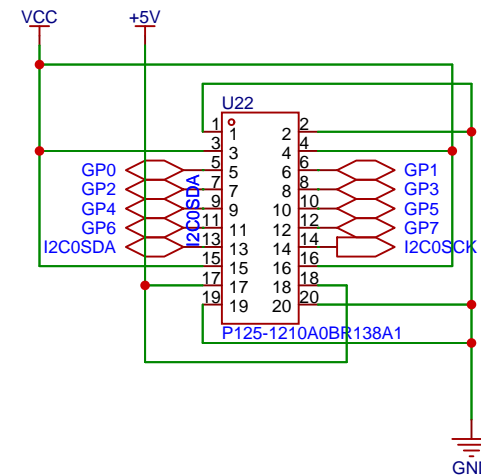 VCC +5V
U22
1 1 2 2
3 3 4 4
GP0 5 5 6 6 GP1
GP2 7 7 8 8 GP3
GP4 9 9 10 10 GP5
GP6 11 11 12 12 GP7
I2C0SDA 13 13 14 14 I2C0SCK
I2C0SDA
15 15 16 16
17 17 18 18
19 19 20 20
P125-1210A0BR138A1
GND